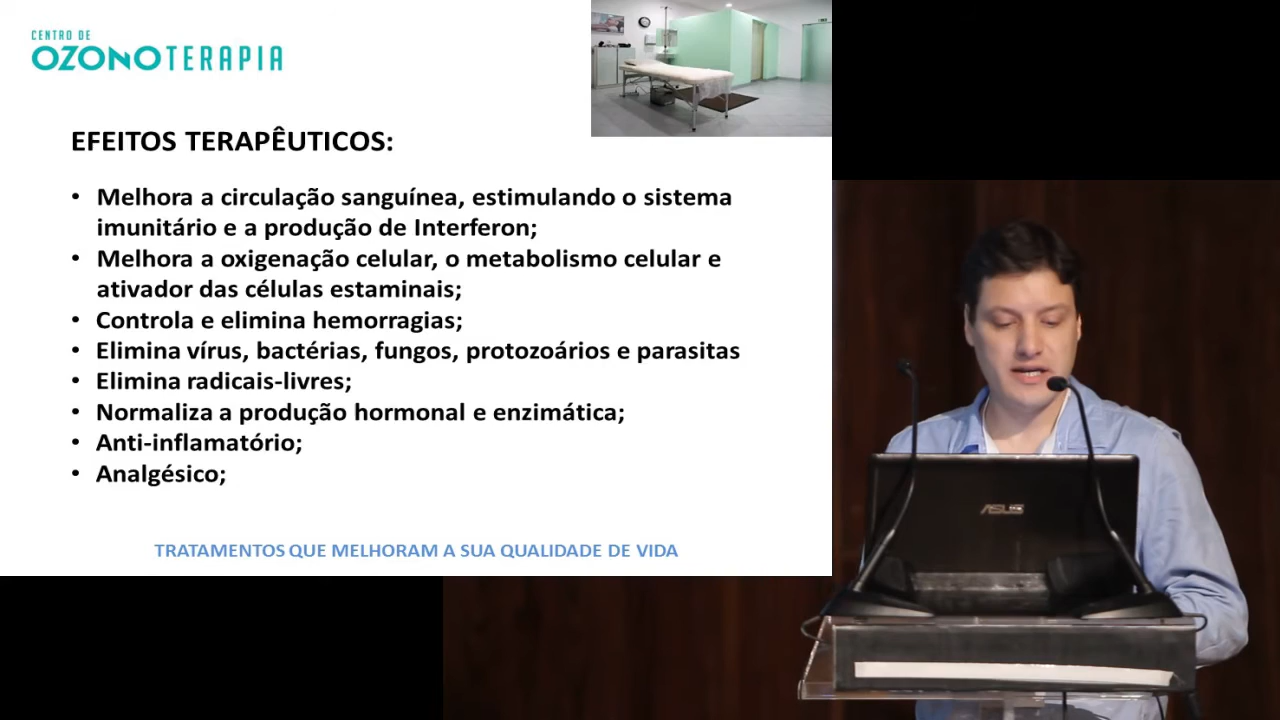 CENTRO DE
OZONOTERAPIA
EFEITOS TERAPÊUTICOS:
• Melhora a circulação sanguínea, estimulando o sistema
imunitário e a produção de Interferon;
• Melhora a oxigenação celular, o metabolismo celular e
ativador das células estaminais;
• Controla e elimina hemorragias;
• Elimina vírus, bactérias, fungos, protozoários e parasitas
• Elimina radicais-livres;
• Normaliza a produção hormonal e enzimática;
• Anti-inflamatório;
• Analgésico;
TRATAMENTOS QUE MELHORAM A SUA QUALIDADE DE VIDA
ASUS